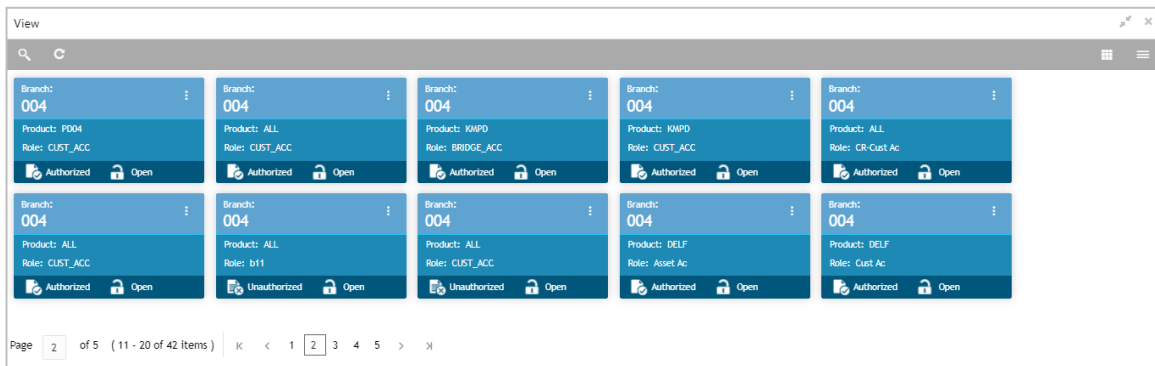 View
Branch:
004
Product: PD04
Role: CUST_ACC
Authorized Open
Branch:
004
Product: ALL
Role: CUST_ACC
Authorized Open
Branch:
004
Product: KMPD
Role: BRIDGE_ACC
Authorized Open
Branch:
004
Product: KMPD
Role: CUST_ACC
Authorized Open
Branch:
004
Product: ALL
Role: CR-Cust Ac
Authorized Open
Branch:
004
Product: ALL
Role: CUST_ACC
Authorized Open
Branch:
004
Product: ALL
Role: b11
Unauthorized Open
Branch:
004
Product: ALL
Role: CUST_ACC
Unauthorized Open
Branch:
004
Product: DELF
Role: Asset Ac
Authorized Open
Branch:
004
Product: DELF
Role: Cust Ac
Authorized Open
Page 2 of 5 ( 11 - 20 of 42 items ) 1 2 3 4 5